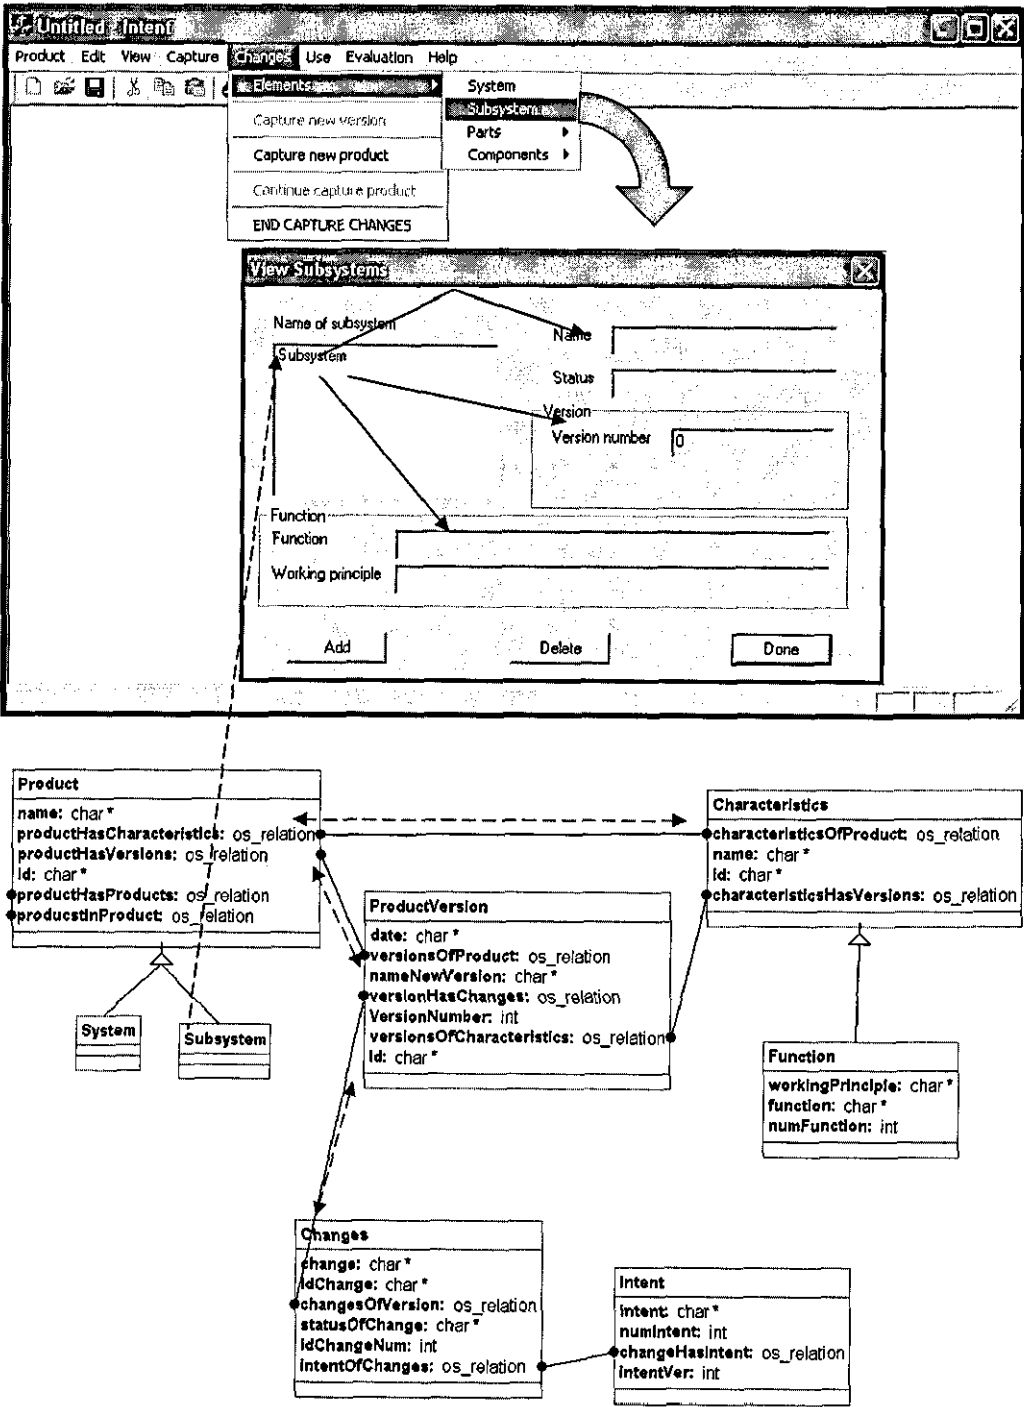 Untitled - Intent
Product Edit View Capture Changes Use Evaluation Help
Elements
Capture new version
Capture new product
Continue capture product
END CAPTURE CHANGES
System
Subsystem
Parts
Components
View Subsystems
Name of subsystem
Subsystem
Name
Status
Version
Version number 0
Function
Function
Working principle
Add Delete Done
Product
name: char*
productHasCharacteristics: os_relation
productHasVersions: os_relation
id: char*
productHasProducts: os_relation
producstInProduct: os_relation
System
Subsystem
ProductVersion
date: char*
versionsOfProduct: os_relation
nameNewVersion: char*
versionHasChanges: os_relation
VersionNumber: int
versionsOfCharacteristics: os_relation
id: char*
Characteristics
characteristicsOfProduct: os_relation
name: char*
id: char*
characteristicsHasVersions: os_relation
Function
workingPrinciple: char*
function: char*
numFunction: int
Changes
change: char*
idChange: char*
changesOfVersion: os_relation
statusOfChange: char*
idChangeNum: int
intentOfChanges: os_relation
Intent
intent: char*
numIntent: int
changeHasIntent: os_relation
intentVer: int